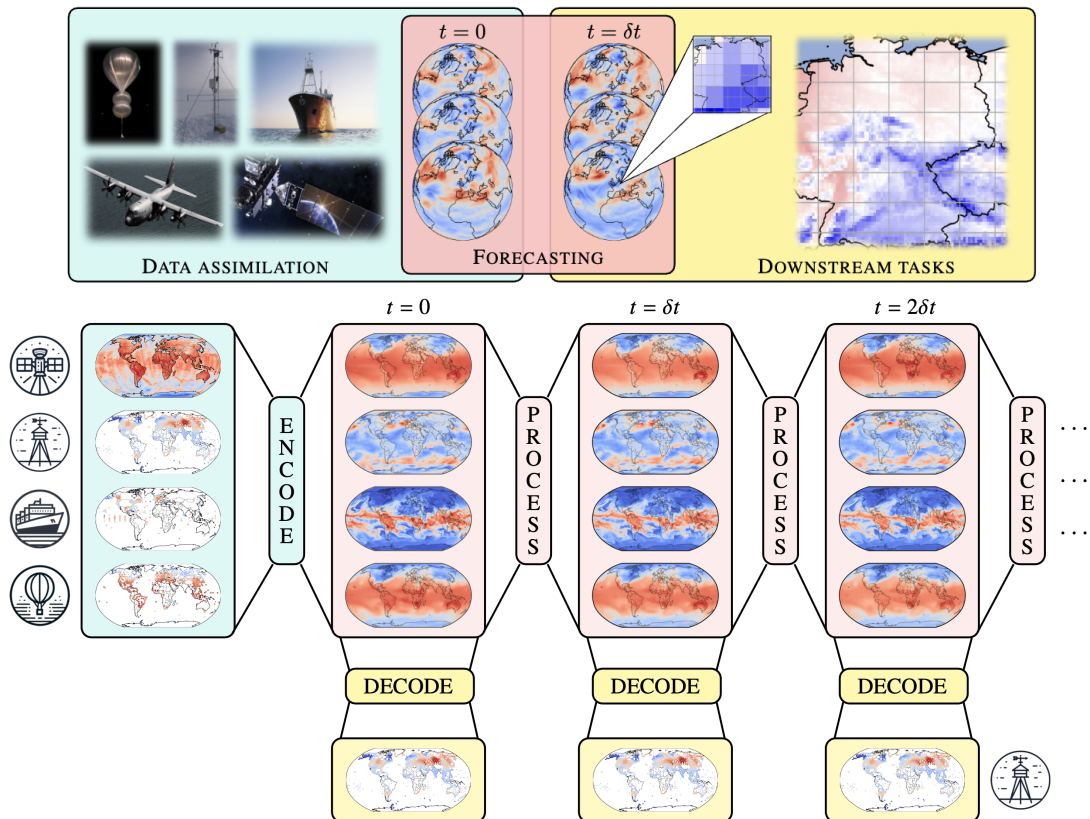 t = 0
t = δt
DATA ASSIMILATION
FORECASTING
DOWNSTREAM TASKS
t = 0
t = δt
t = 2δt
ENCODE
PROCESS
PROCESS
PROCESS
...
...
...
DECODE
DECODE
DECODE